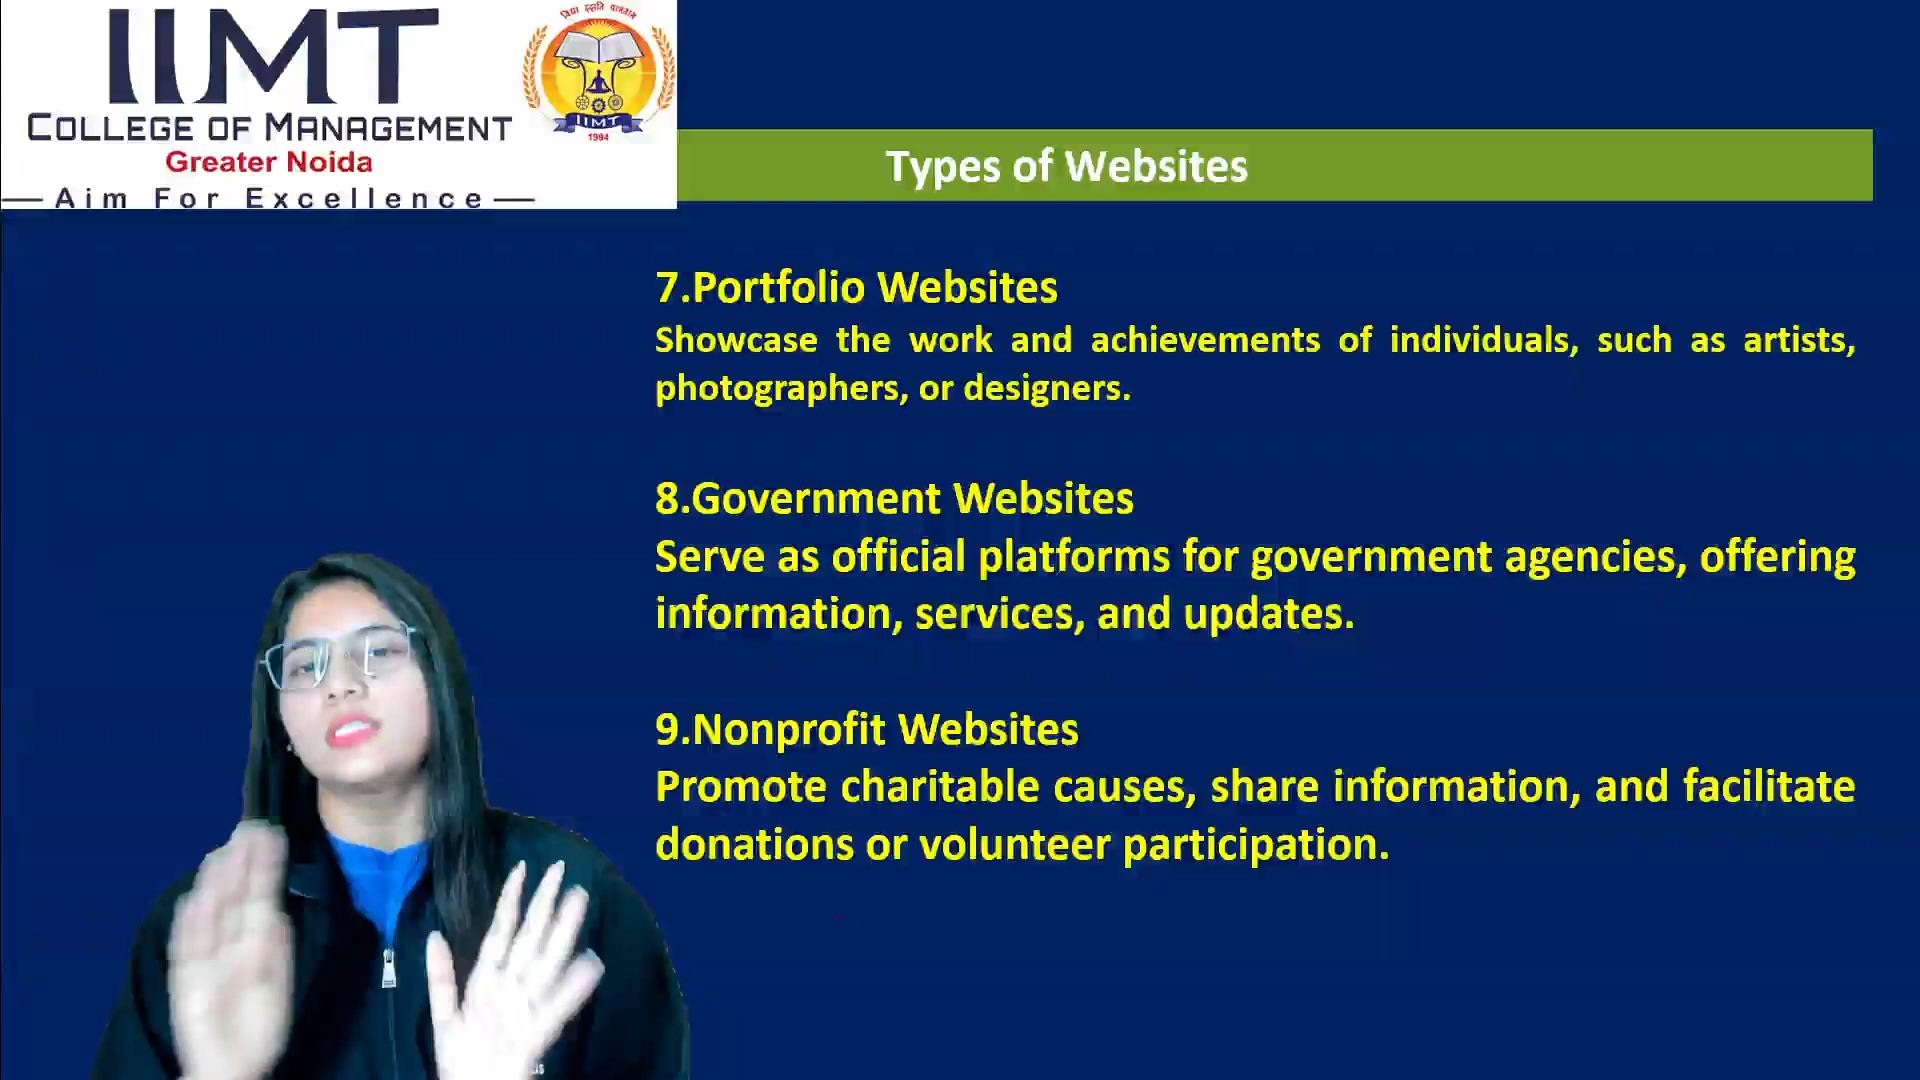 IIMT
COLLEGE OF MANAGEMENT
Greater Noida
Aim For Excellence
IIMT
1994
Types of Websites
7.Portfolio Websites
Showcase the work and achievements of individuals, such as artists,
photographers, or designers.
8.Government Websites
Serve as official platforms for government agencies, offering
information, services, and updates.
9.Nonprofit Websites
Promote charitable causes, share information, and facilitate
donations or volunteer participation.